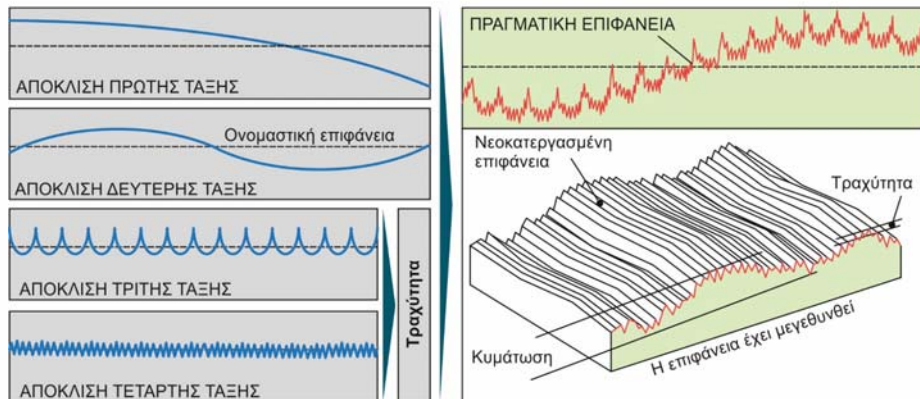 ΑΠΟΚΛΙΣΗ ΠΡΩΤΗΣ ΤΑΞΗΣ
Ονομαστική επιφάνεια
ΑΠΟΚΛΙΣΗ ΔΕΥΤΕΡΗΣ ΤΑΞΗΣ
ΑΠΟΚΛΙΣΗ ΤΡΙΤΗΣ ΤΑΞΗΣ
ΑΠΟΚΛΙΣΗ ΤΕΤΑΡΤΗΣ ΤΑΞΗΣ
Τραχύτητα
ΠΡΑΓΜΑΤΙΚΗ ΕΠΙΦΑΝΕΙΑ
Νεοκατεργασμένη
επιφάνεια
Τραχύτητα
Κυμάτωση
Η επιφάνεια έχει μεγεθυνθεί